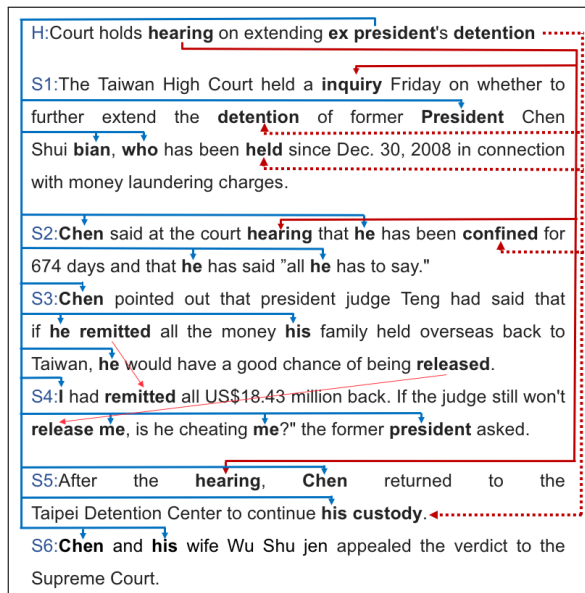 H:Court holds hearing on extending ex president's detention
S1:The Taiwan High Court held a inquiry Friday on whether to
further extend the detention of former President Chen
Shui bian, who has been held since Dec. 30, 2008 in connection
with money laundering charges.
S2:Chen said at the court hearing that he has been confined for
674 days and that he has said "all he has to say."
S3:Chen pointed out that president judge Teng had said that
if he remitted all the money his family held overseas back to
Taiwan, he would have a good chance of being released.
S4:I had remitted all US$18.43 million back. If the judge still won't
release me, is he cheating me?" the former president asked.
S5:After the hearing, Chen returned to the
Taipei Detention Center to continue his custody.
S6:Chen and his wife Wu Shu jen appealed the verdict to the
Supreme Court.